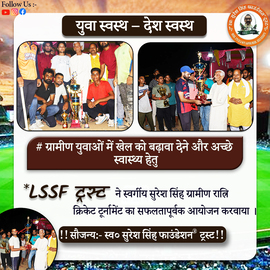 Follow Us :-
युवा स्वस्थ – देश स्वस्थ
# ग्रामीण युवाओं में खेल को बढ़ावा देने और अच्छे
स्वास्थ्य हेतु
"LSSF ट्रस्ट ने स्वर्गीय सुरेश सिंह ग्रामीण रात्रि
क्रिकेट टूर्नामेंट का सफलतापूर्वक आयोजन करवाया ।
!! सौजन्य:- स्व० सुरेश सिंह फाउंडेशन" ट्रस्ट!!